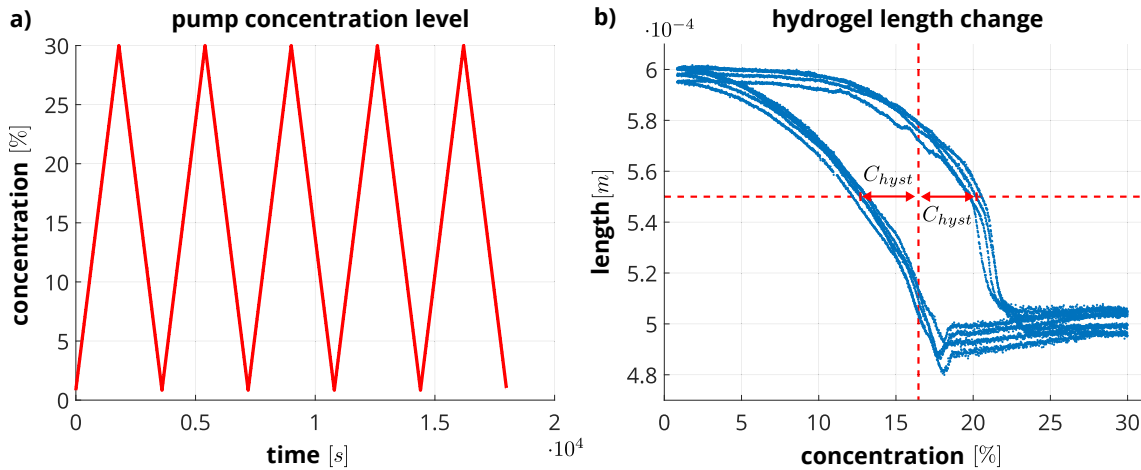 a) pump concentration level
30
25
20
15
10
5
0
concentration [%]
0 0.5 1 1.5 2
·10⁴
time [s]
b) hydrogel length change
·10⁻⁴
6
5.8
5.6
5.4
5.2
5
4.8
length [m]
C_hyst
C_hyst
0 5 10 15 20 25 30
concentration [%]